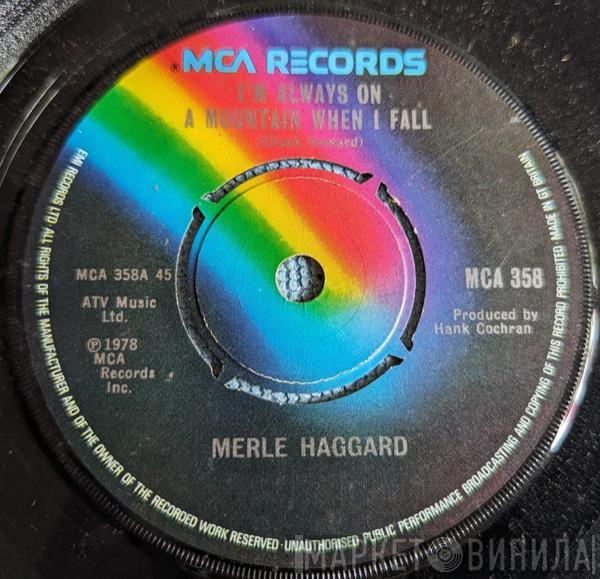 ®MCA RECORDS
I'M ALWAYS ON
A MOUNTAIN WHEN I FALL
(Chuck Howard)
MCA 358A 45
ATV Music
Ltd.
℗ 1978
MCA
Records
Inc.
MCA 358
Produced by
Hank Cochran
MERLE HAGGARD
EMI RECORDS LTD ALL RIGHTS OF THE MANUFACTURER AND OF THE OWNER OF THE RECORDED WORK RESERVED · UNAUTHORISED PUBLIC PERFORMANCE BROADCASTING AND COPYING OF THIS RECORD PROHIBITED MADE IN GT BRITAIN
МАРКЕТ ВИНИЛА